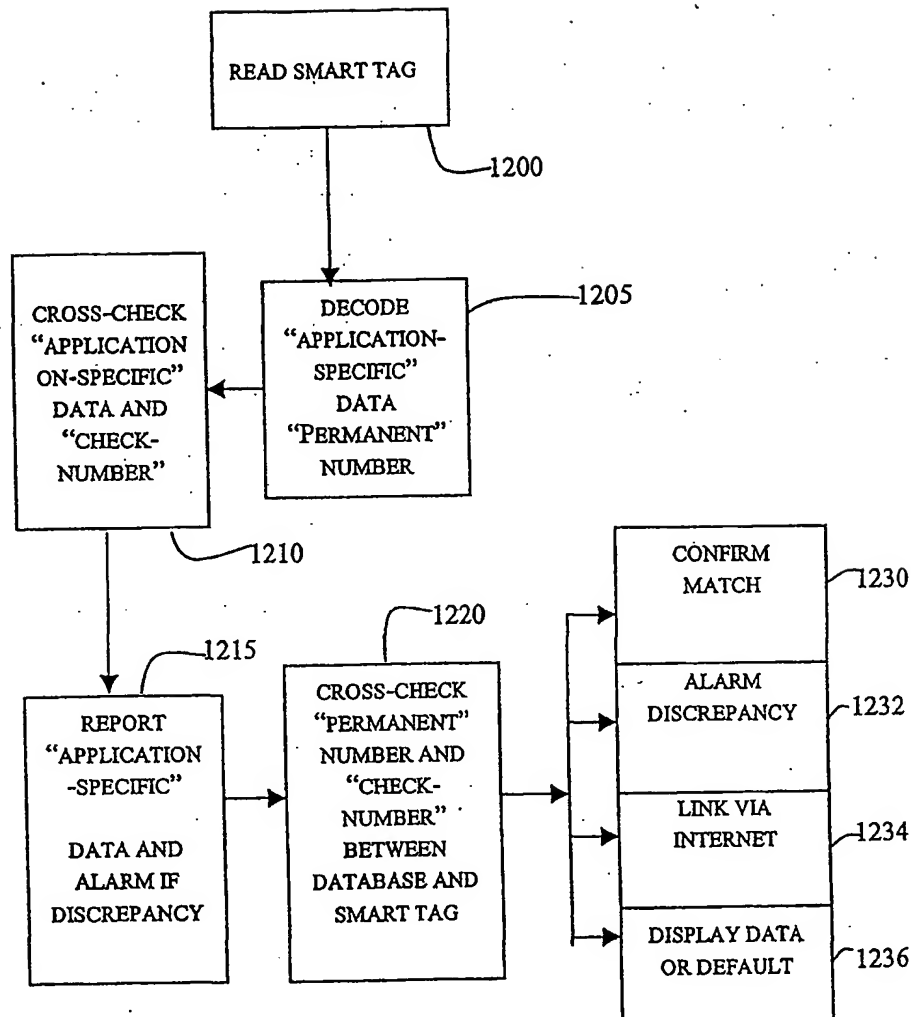 READ SMART TAG
1200
DECODE
“APPLICATION-
SPECIFIC”
DATA
“PERMANENT”
NUMBER
1205
CROSS-CHECK
“APPLICATION
ON-SPECIFIC”
DATA AND
“CHECK-
NUMBER”
1210
REPORT
“APPLICATION
-SPECIFIC”
DATA AND
ALARM IF
DISCREPANCY
1215
CROSS-CHECK
“PERMANENT”
NUMBER AND
“CHECK-
NUMBER”
BETWEEN
DATABASE AND
SMART TAG
1220
CONFIRM
MATCH
1230
ALARM
DISCREPANCY
1232
LINK VIA
INTERNET
1234
DISPLAY DATA
OR DEFAULT
1236